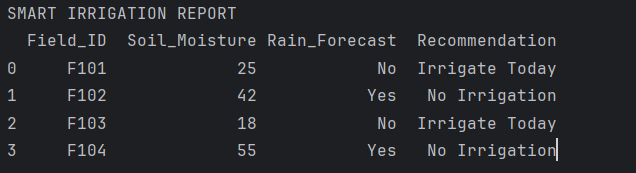 SMART IRRIGATION REPORT
  Field_ID  Soil_Moisture Rain_Forecast  Recommendation
0     F101             25            No  Irrigate Today
1     F102             42           Yes   No Irrigation
2     F103             18            No  Irrigate Today
3     F104             55           Yes   No Irrigation